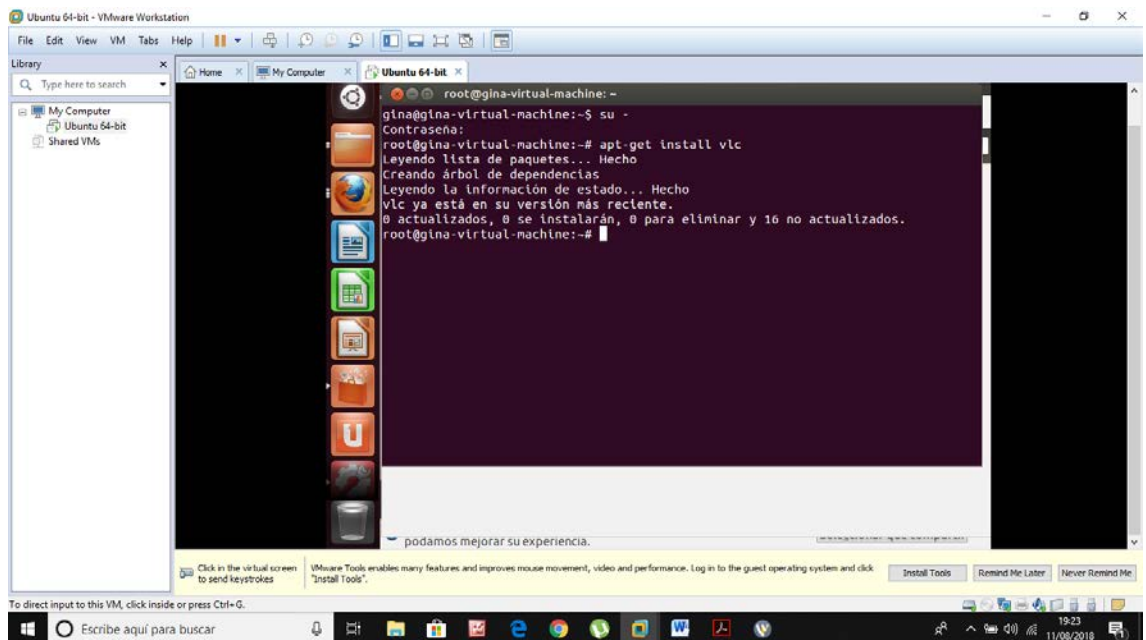 Ubuntu 64-bit - VMware Workstation
File Edit View VM Tabs Help
Library
Type here to search
My Computer
Ubuntu 64-bit
Shared VMs
Home
My Computer
Ubuntu 64-bit
root@gina-virtual-machine: ~
gina@gina-virtual-machine:~$ su -
Contraseña:
root@gina-virtual-machine:~# apt-get install vlc
Leyendo lista de paquetes... Hecho
Creando árbol de dependencias
Leyendo la información de estado... Hecho
vlc ya está en su versión más reciente.
0 actualizados, 0 se instalarán, 0 para eliminar y 16 no actualizados.
root@gina-virtual-machine:~#
podamos mejorar su experiencia.
Click in the virtual screen
to send keystrokes
VMware Tools enables many features and improves mouse movement, video and performance. Log in to the guest operating system and click
"Install Tools".
Install Tools
Remind Me Later
Never Remind Me
To direct input to this VM, click inside or press Ctrl+G.
Escribe aquí para buscar
19:23
11/08/2018